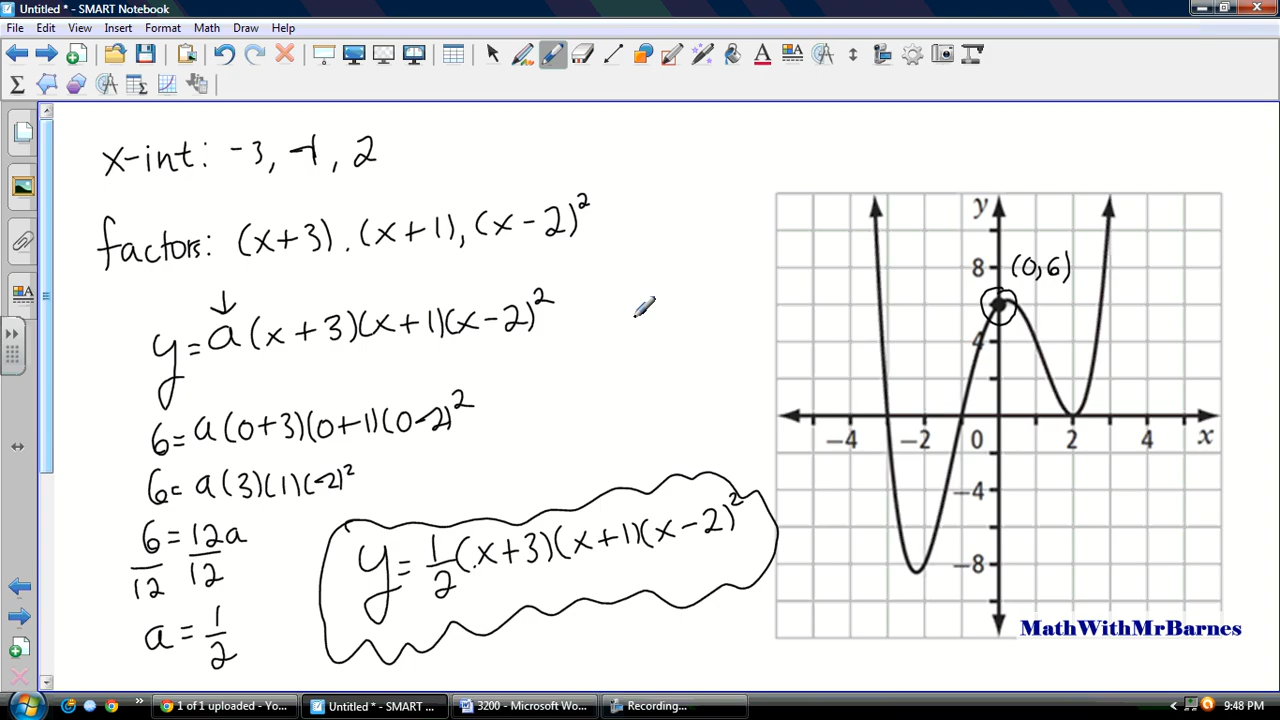 Untitled * - SMART Notebook
File Edit View Insert Format Math Draw Help
x-int: -3, -1, 2
factors: (x+3).(x+1),(x-2)²
y=a(x+3)(x+1)(x-2)²
6=a(0+3)(0+1)(0-2)²
6=a(3)(1)(-2)²
6=12a
12 12
a=1/2
y=1/2(x+3)(x+1)(x-2)²
y
8
(0,6)
4
-4 -2 0 2 4 x
-4
-8
MathWithMrBarnes
1 of 1 uploaded - Yo... Untitled * - SMART ... 3200 - Microsoft Wo... Recording... 9:48 PM